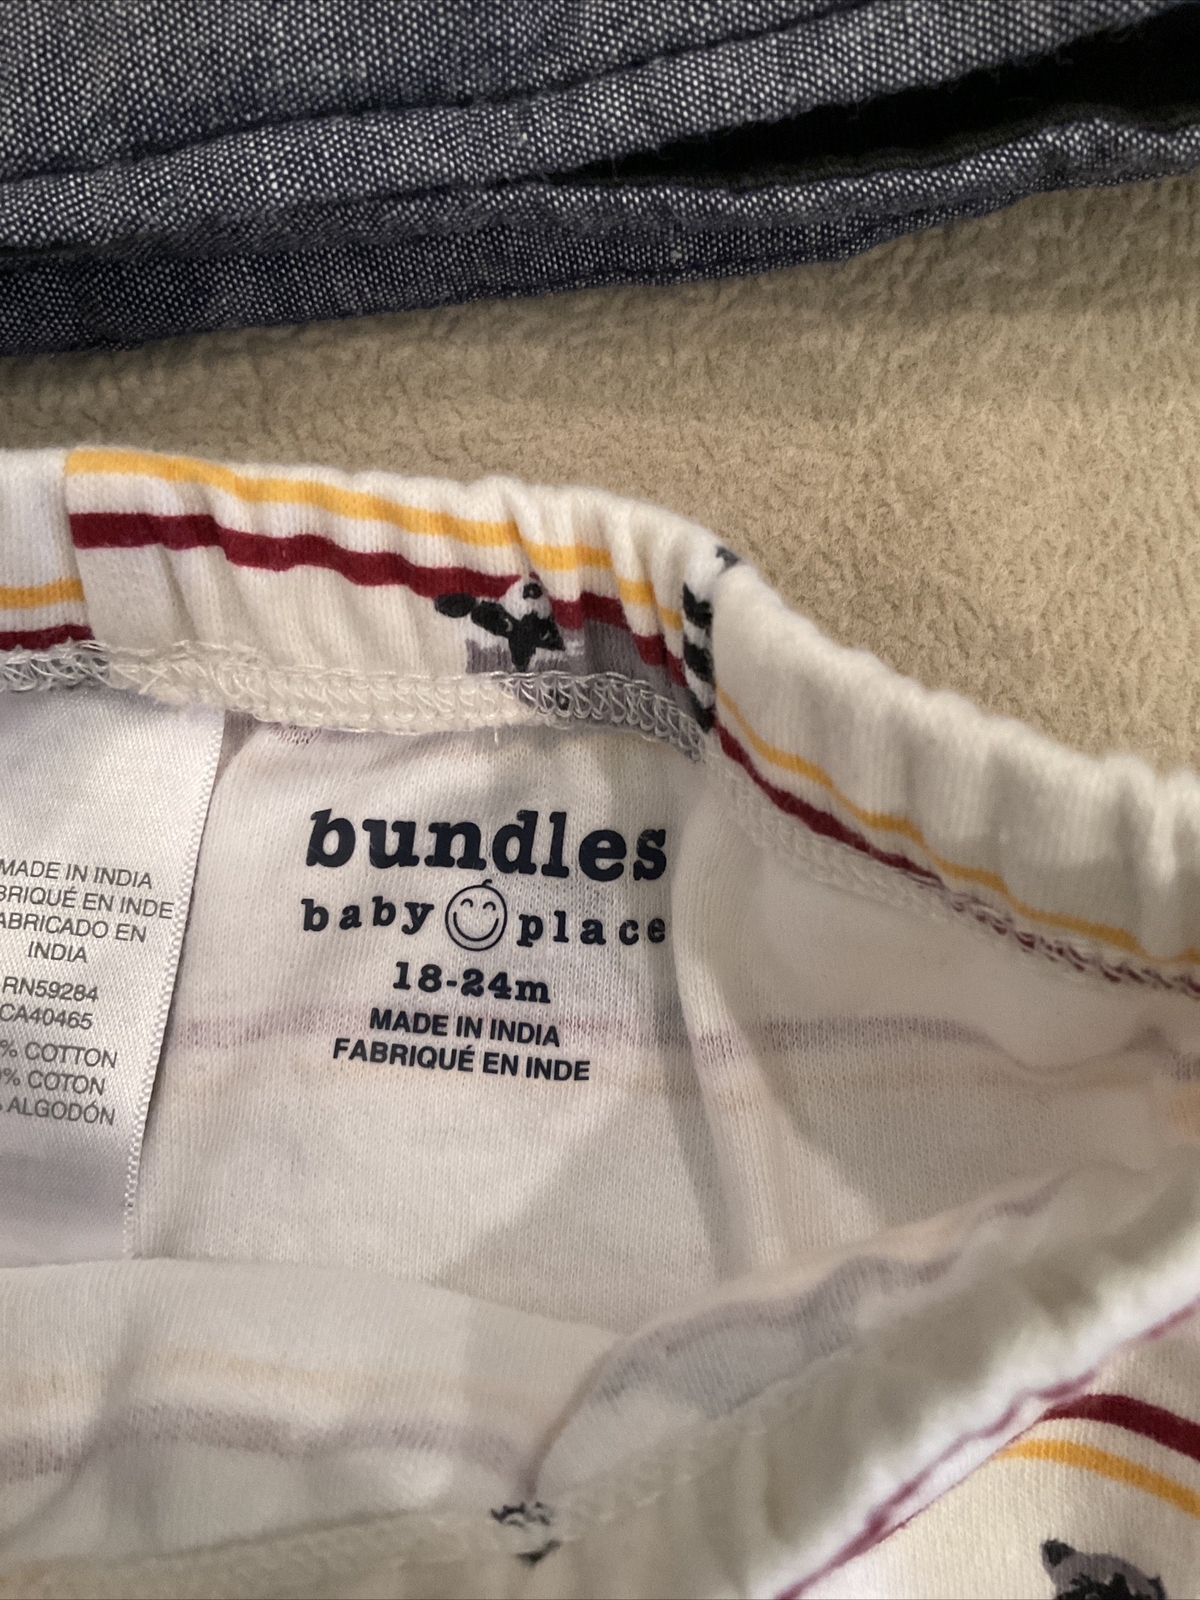 MADE IN INDIA
BRIQUÉ EN INDE
ABRICADO EN
INDIA
RN59284
CA40465
% COTTON
% COTON
ALGODÓN
bundles
baby place
18-24m
MADE IN INDIA
FABRIQUÉ EN INDE